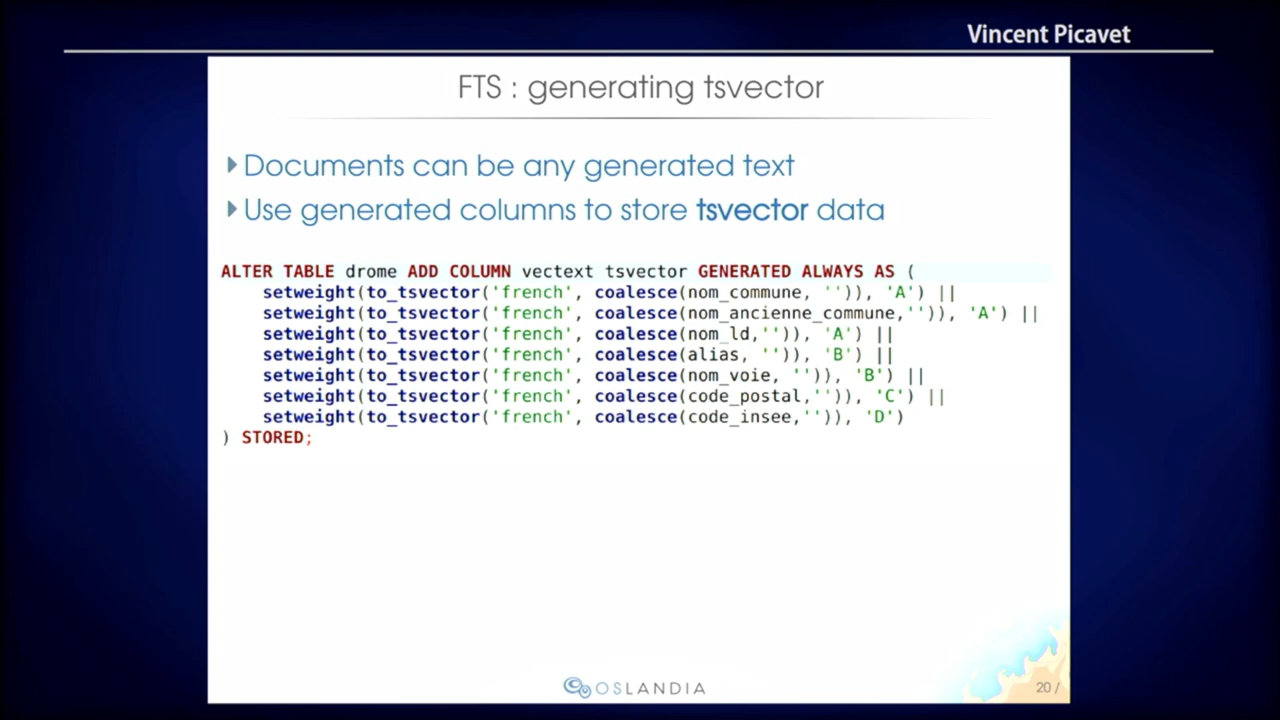 Vincent Picavet
FTS : generating tsvector
Documents can be any generated text
Use generated columns to store tsvector data
ALTER TABLE drome ADD COLUMN vectext tsvector GENERATED ALWAYS AS (
    setweight(to_tsvector('french', coalesce(nom_commune, '')), 'A') ||
    setweight(to_tsvector('french', coalesce(nom_ancienne_commune,'')), 'A') ||
    setweight(to_tsvector('french', coalesce(nom_ld,'')), 'A') ||
    setweight(to_tsvector('french', coalesce(alias, '')), 'B') ||
    setweight(to_tsvector('french', coalesce(nom_voie, '')), 'B') ||
    setweight(to_tsvector('french', coalesce(code_postal,'')), 'C') ||
    setweight(to_tsvector('french', coalesce(code_insee,'')), 'D')
) STORED;
OSLANDIA
20 /